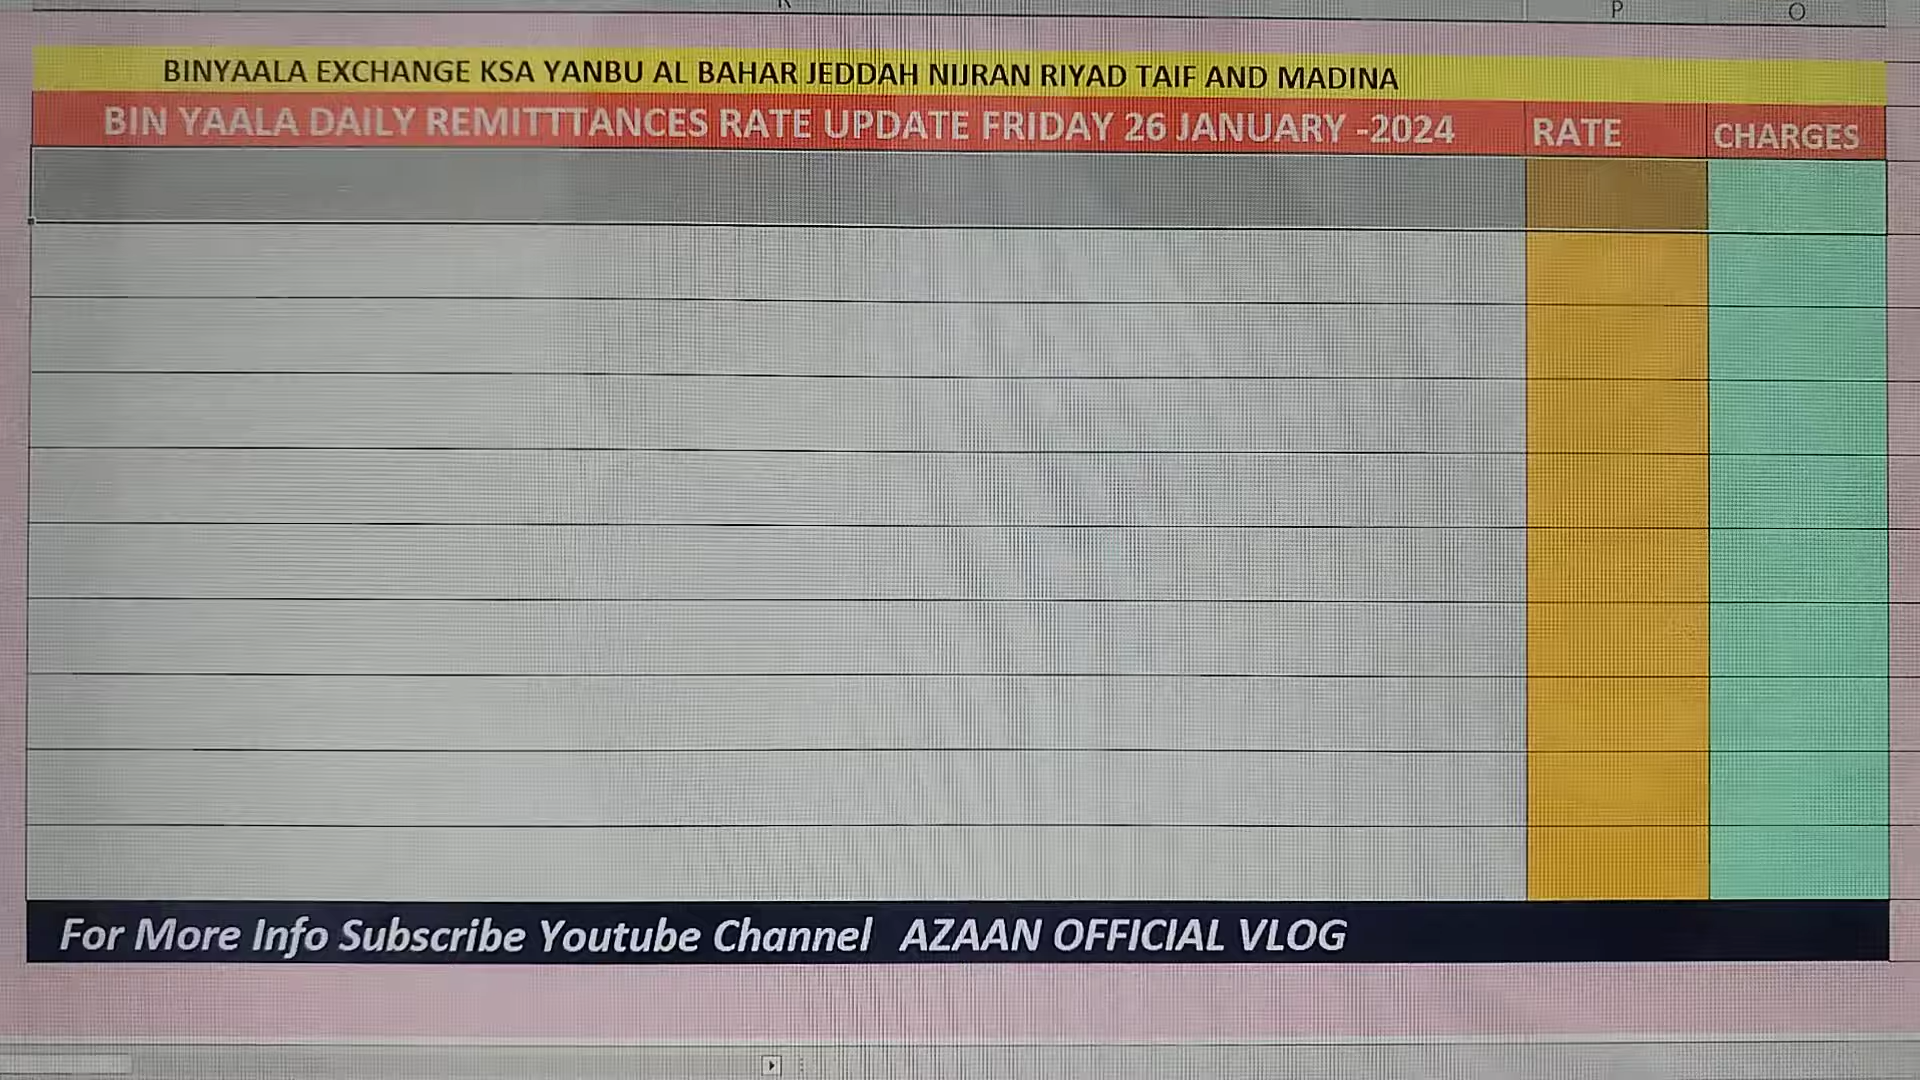 P O
BINYAALA EXCHANGE KSA YANBU AL BAHAR JEDDAH NIJRAN RIYAD TAIF AND MADINA
BIN YAALA DAILY REMITTTANCES RATE UPDATE FRIDAY 26 JANUARY -2024 RATE CHARGES
For More Info Subscribe Youtube Channel AZAAN OFFICIAL VLOG